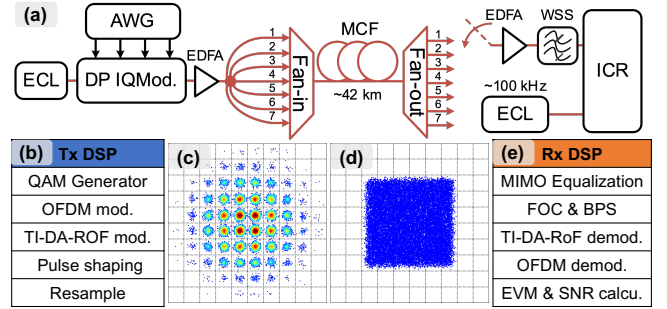 (a)
AWG
EDFA
ECL
DP IQMod.
1
2
3
4
5
6
7
Fan-in
MCF
~42 km
Fan-out
1
2
3
4
5
6
7
EDFA
WSS
ICR
~100 kHz
ECL
(b) Tx DSP
QAM Generator
OFDM mod.
TI-DA-ROF mod.
Pulse shaping
Resample
(c)
(d)
(e) Rx DSP
MIMO Equalization
FOC & BPS
TI-DA-RoF demod.
OFDM demod.
EVM & SNR calcu.